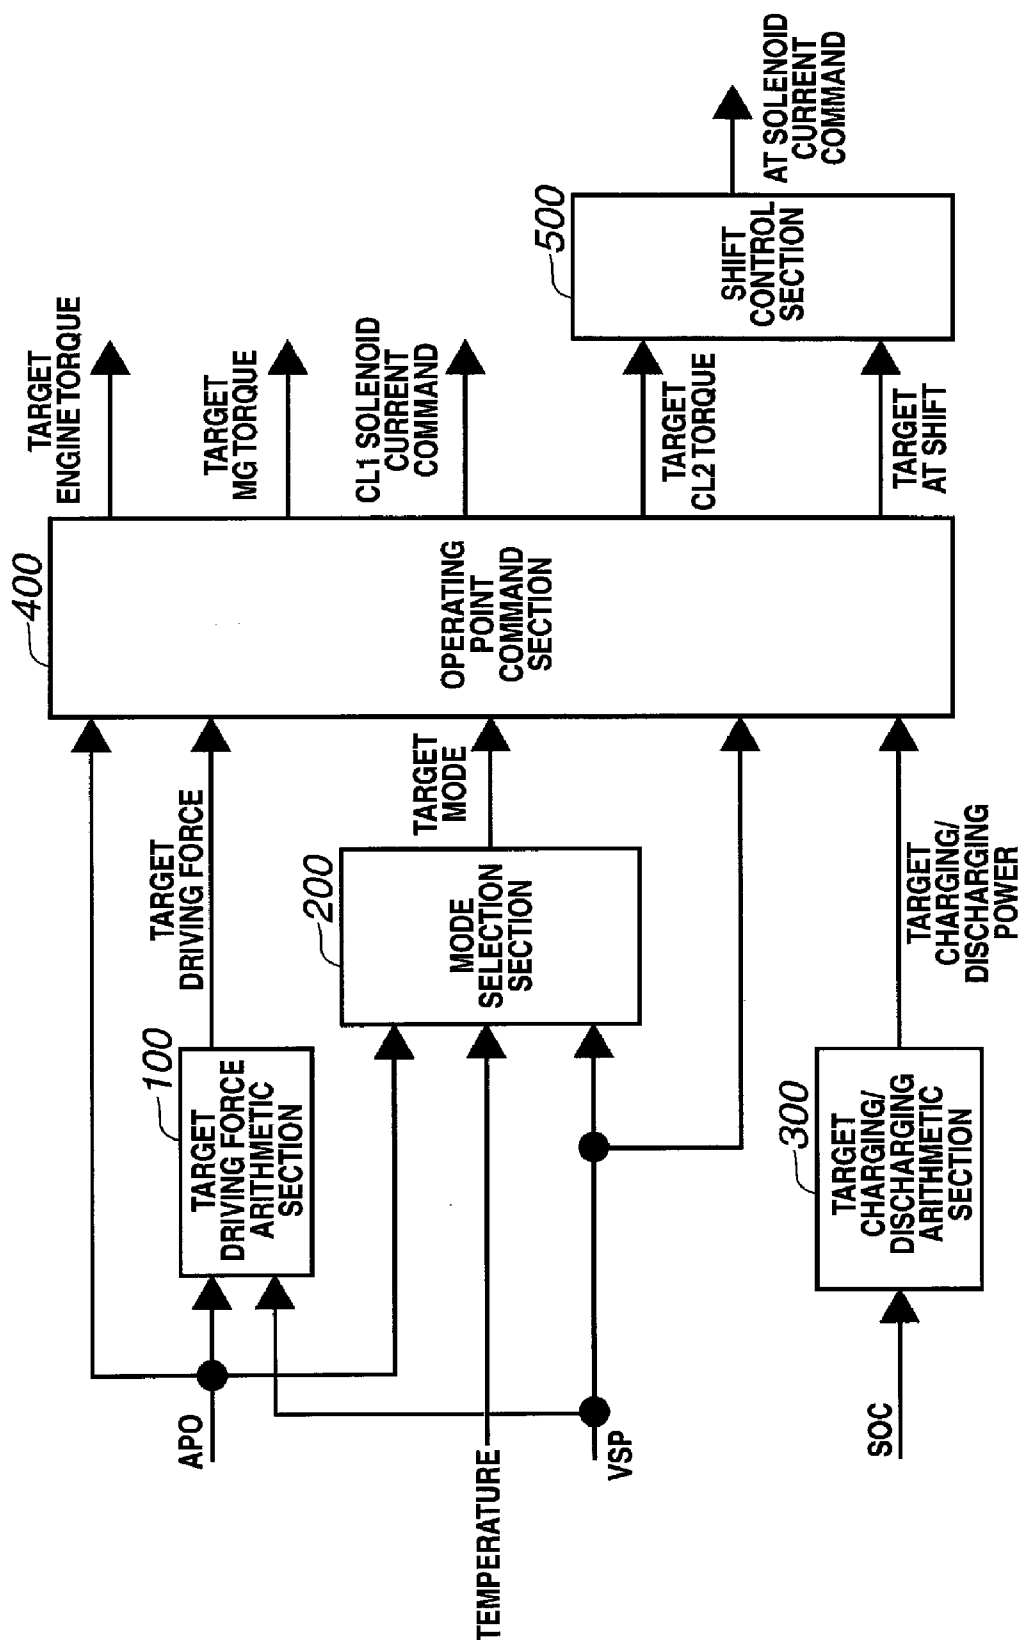 APO
TEMPERATURE
VSP
SOC
100
TARGET
DRIVING FORCE
ARITHMETIC
SECTION
300
TARGET
CHARGING/
DISCHARGING
ARITHMETIC
SECTION
TARGET
DRIVING FORCE
200
MODE
SELECTION
SECTION
TARGET
MODE
TARGET
CHARGING/
DISCHARGING
POWER
400
OPERATING
POINT
COMMAND
SECTION
TARGET
ENGINE TORQUE
TARGET
MG TORQUE
CL1 SOLENOID
CURRENT
COMMAND
TARGET
CL2 TORQUE
TARGET
AT SHIFT
500
SHIFT
CONTROL
SECTION
AT SOLENOID
CURRENT
COMMAND